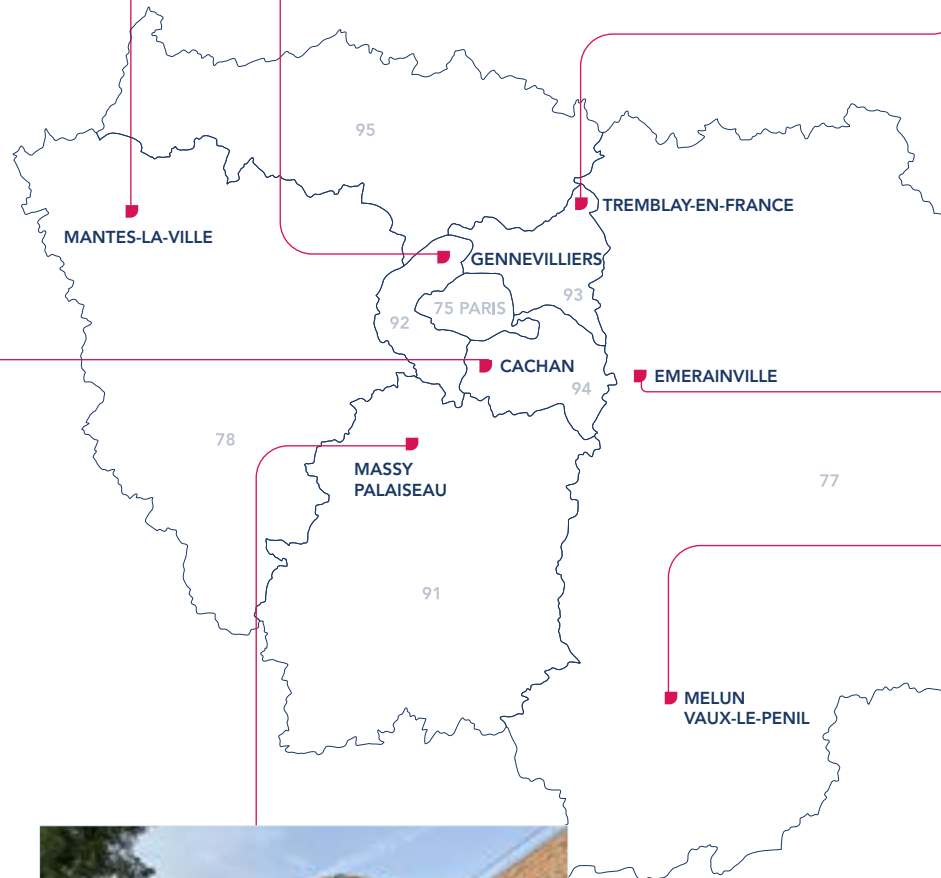 95
TREMBLAY-EN-FRANCE
MANTES-LA-VILLE
GENNEVILLIERS
93
75 PARIS
92
CACHAN
EMERAINVILLE
94
78
MASSY
PALAISEAU
77
91
MELUN
VAUX-LE-PENIL